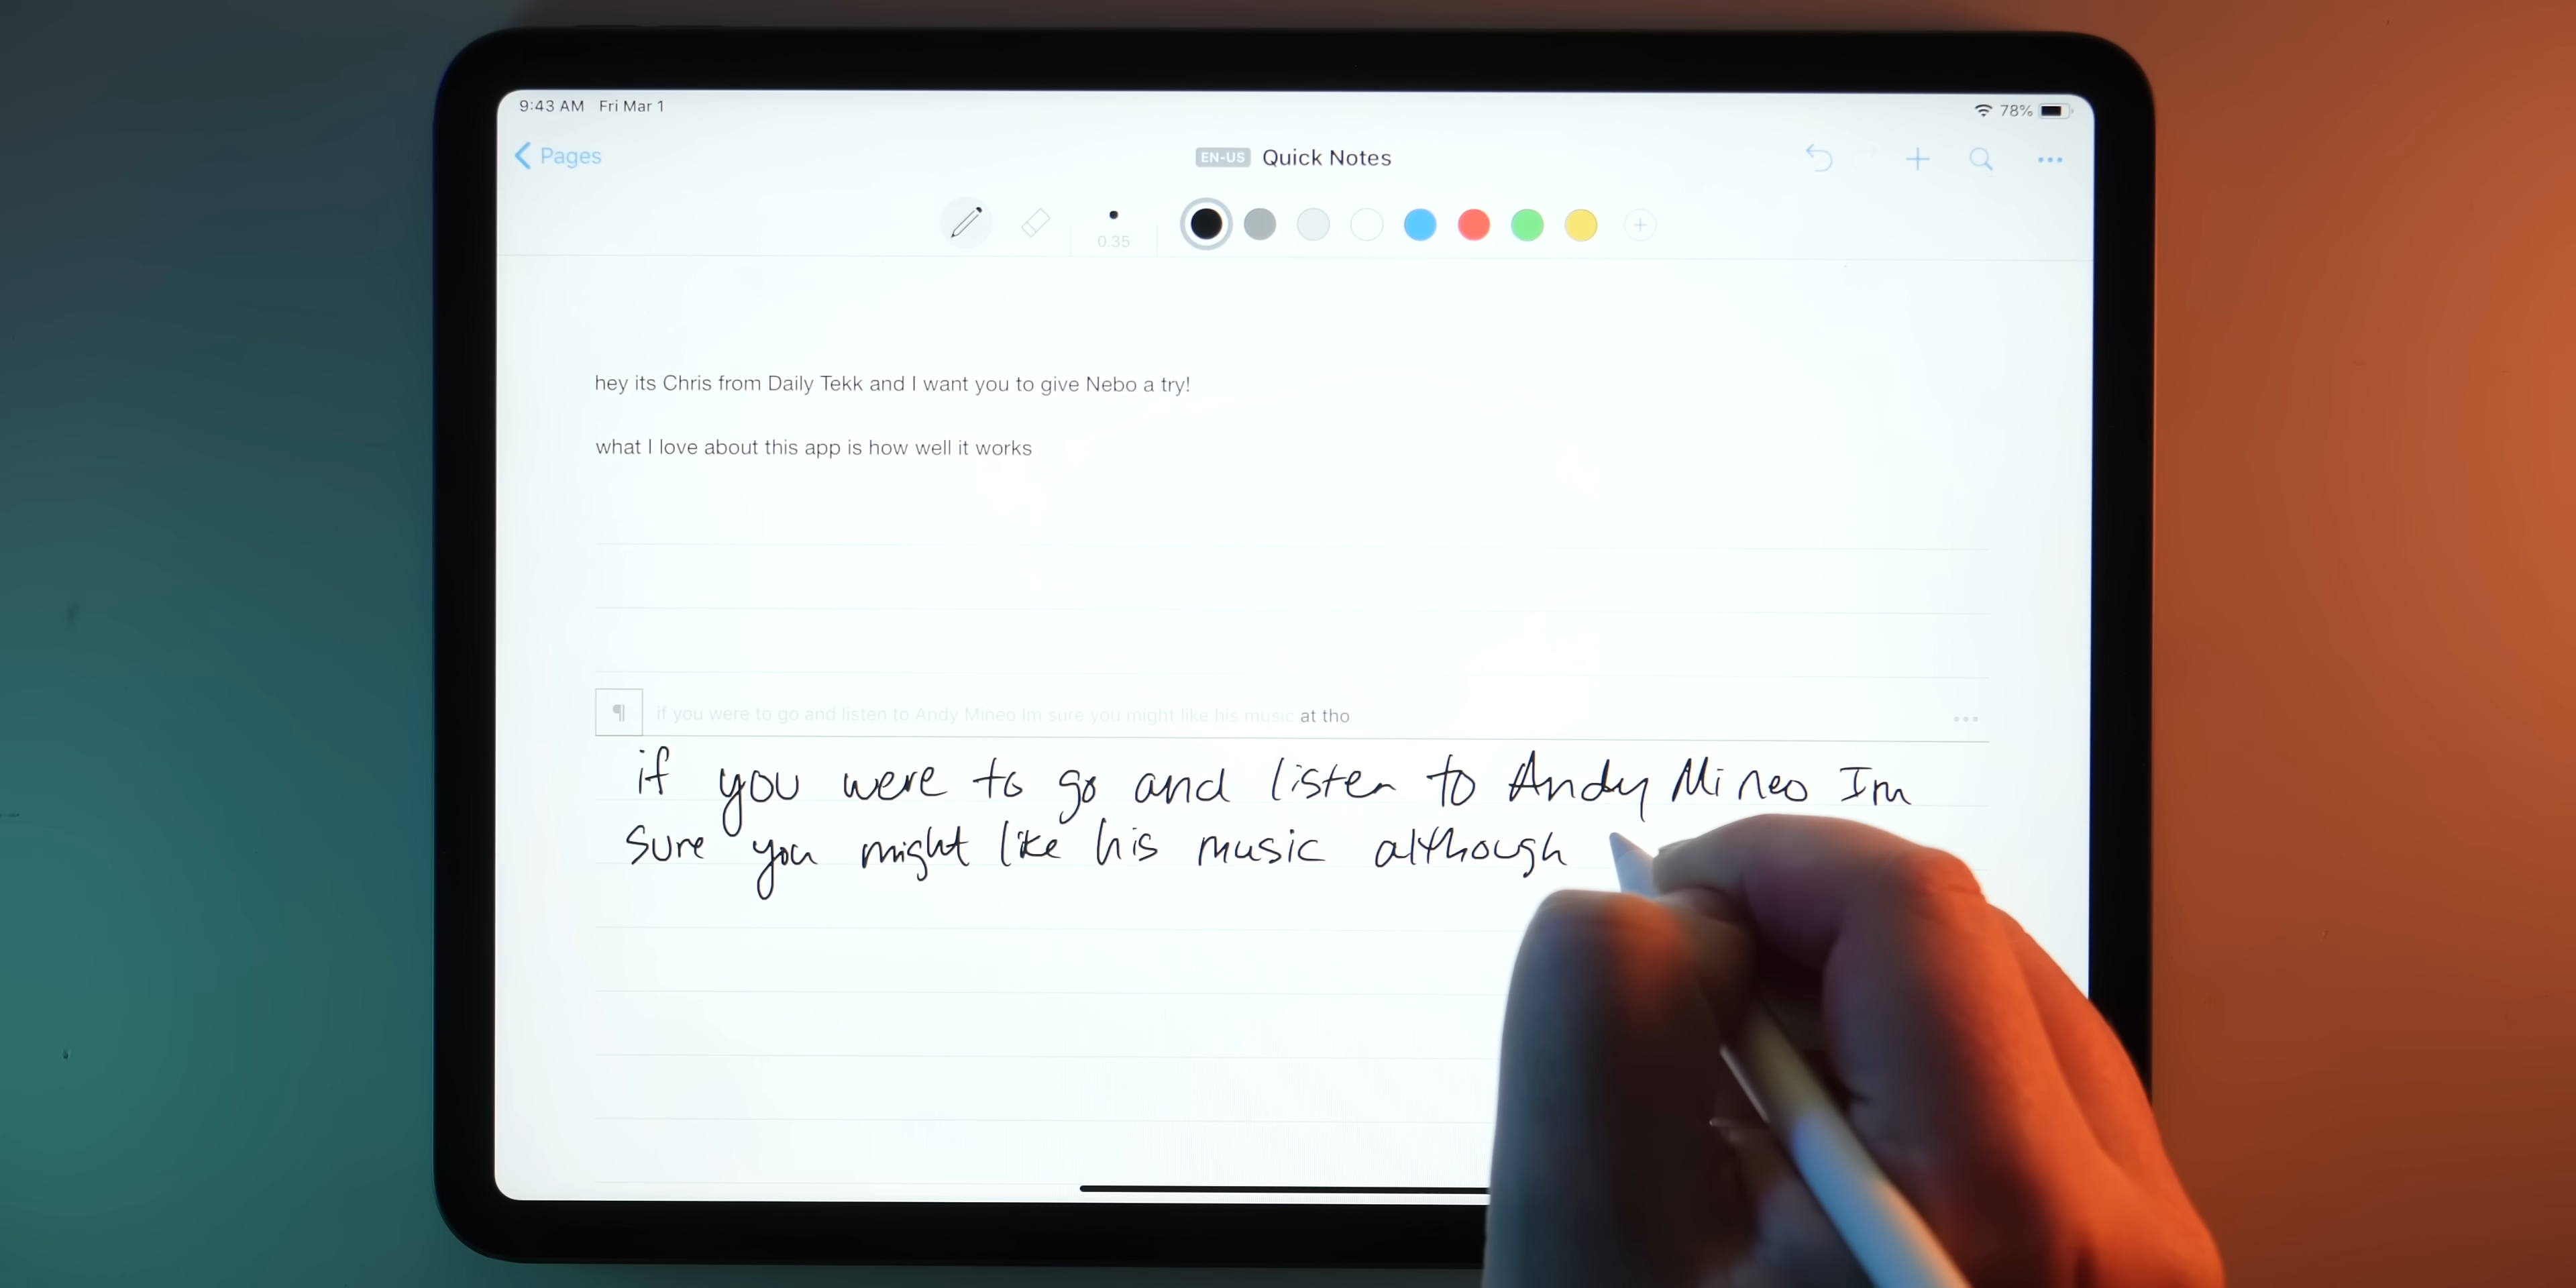 9:43 AM Fri Mar 1
78%
Pages
EN-US Quick Notes
0.35
hey its Chris from Daily Tekk and I want you to give Nebo a try!
what I love about this app is how well it works
if you were to go and listen to Andy Mineo Im sure you might like his music at tho
if you were to go and listen to Andy Mineo Im
sure you might like his music although